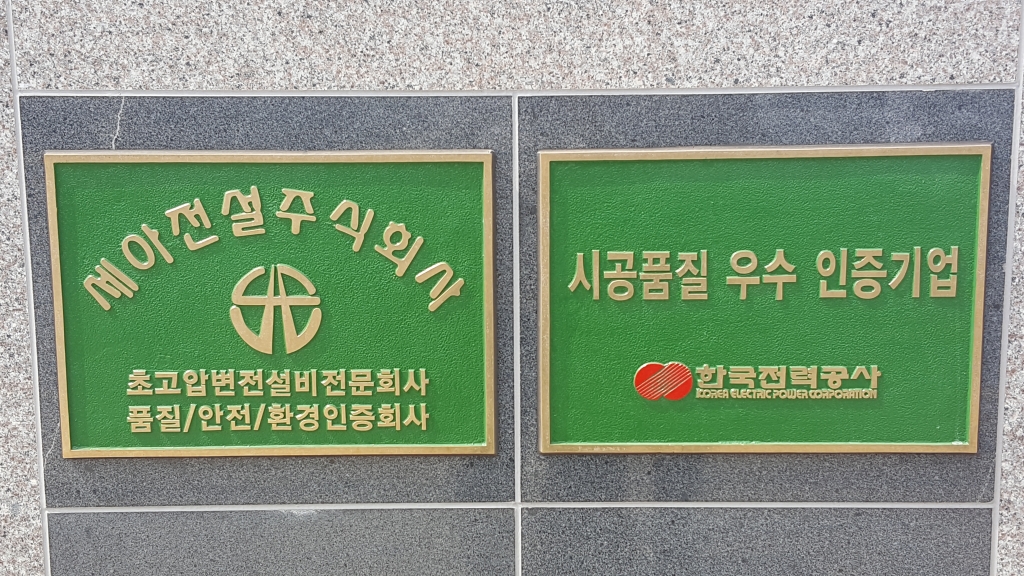 세아전설주식회사
초고압변전설비전문회사
품질/안전/환경인증회사
시공품질 우수 인증기업
한국전력공사
KOREA ELECTRIC POWER CORPORATION